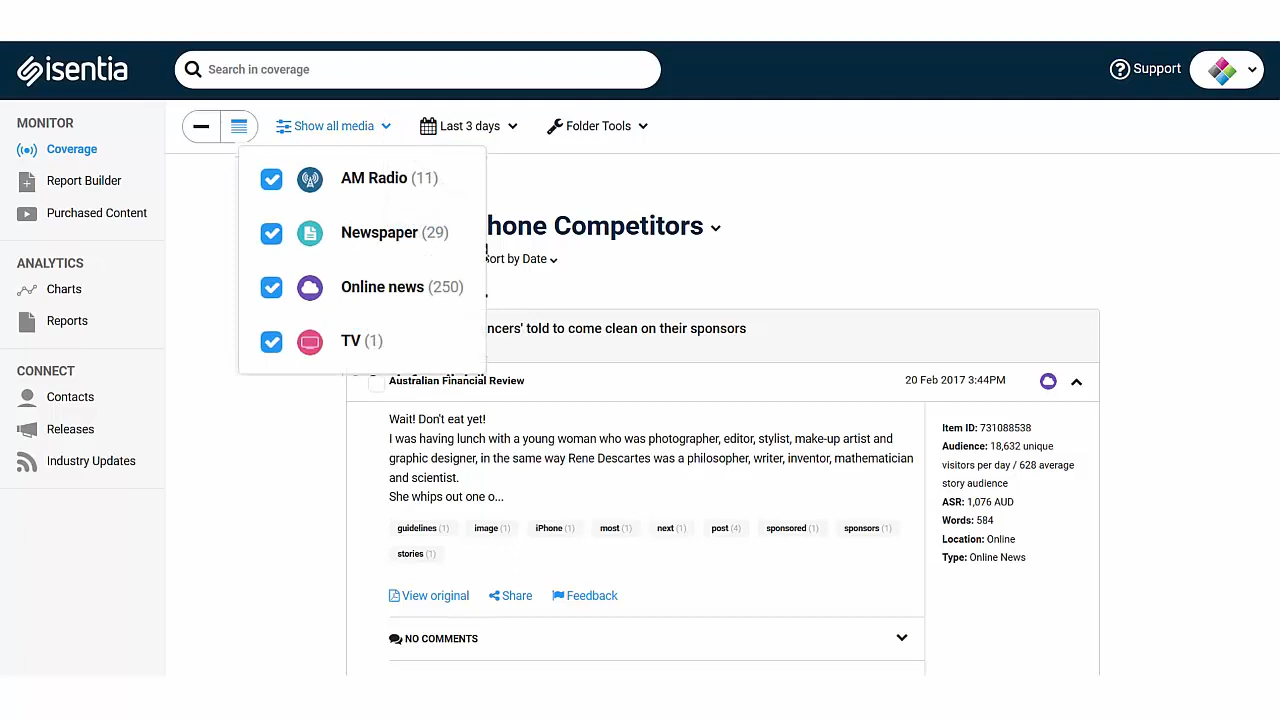 isentia
Search in coverage
Support
MONITOR
Coverage
Report Builder
Purchased Content
ANALYTICS
Charts
Reports
CONNECT
Contacts
Releases
Industry Updates
Show all media
Last 3 days
Folder Tools
AM Radio (11)
Newspaper (29)
Online news (250)
TV (1)
hone Competitors
ort by Date
ncers' told to come clean on their sponsors
Australian Financial Review
20 Feb 2017 3:44PM
Wait! Don't eat yet!
I was having lunch with a young woman who was photographer, editor, stylist, make-up artist and
graphic designer, in the same way Rene Descartes was a philosopher, writer, inventor, mathematician
and scientist.
She whips out one o...
guidelines (1) image (1) iPhone (1) most (1) next (1) post (4) sponsored (1) sponsors (1)
stories (1)
View original Share Feedback
NO COMMENTS
Item ID: 731088538
Audience: 18,632 unique
visitors per day / 628 average
story audience
ASR: 1,076 AUD
Words: 584
Location: Online
Type: Online News